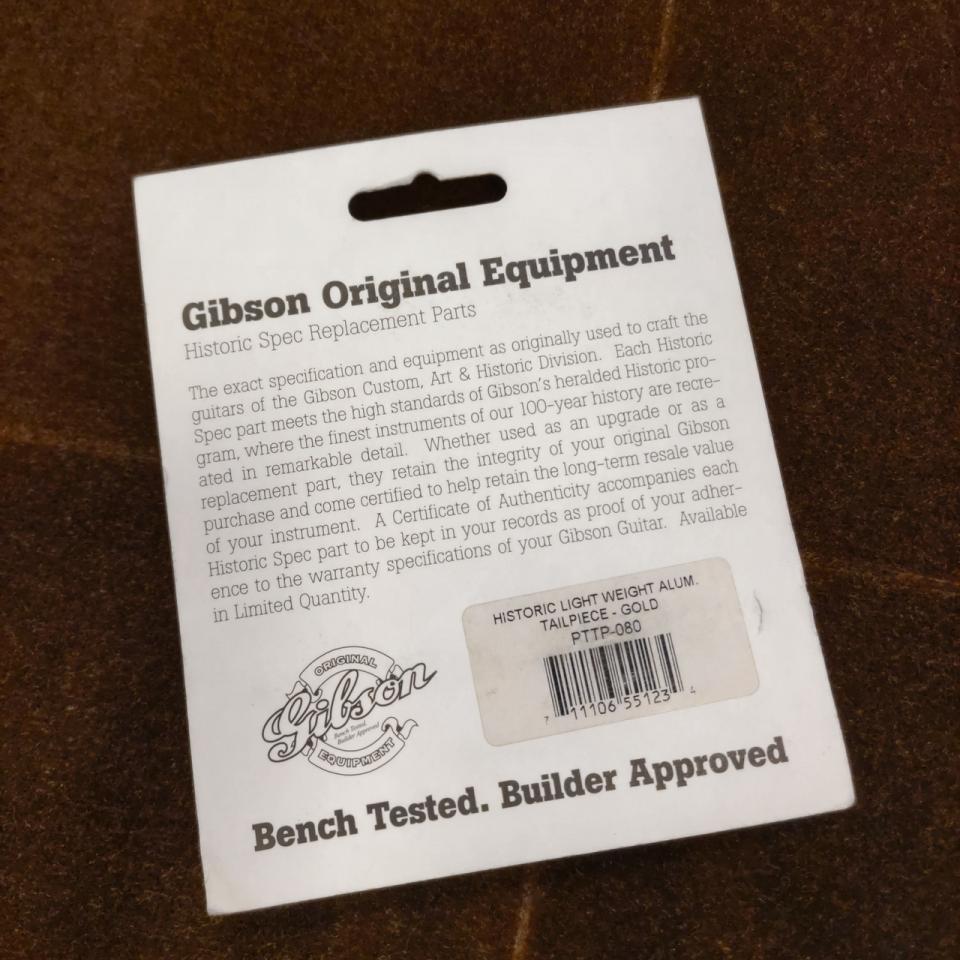 Gibson Original Equipment
Historic Spec Replacement Parts
The exact specification and equipment as originally used to craft the
guitars of the Gibson Custom, Art & Historic Division. Each Historic
Spec part meets the high standards of Gibson's heralded Historic pro-
gram, where the finest instruments of our 100-year history are recre-
ated in remarkable detail. Whether used as an upgrade or as a
replacement part, they retain the integrity of your original Gibson
purchase and come certified to help retain the long-term resale value
of your instrument. A Certificate of Authenticity accompanies each
Historic Spec part to be kept in your records as proof of your adher-
ence to the warranty specifications of your Gibson Guitar. Available
in Limited Quantity.
HISTORIC LIGHT WEIGHT ALUM.
TAILPIECE - GOLD
PTTP-080
7 11106 55123 4
ORIGINAL
Gibson
Bench Tested.
Builder Approved
EQUIPMENT
Bench Tested. Builder Approved